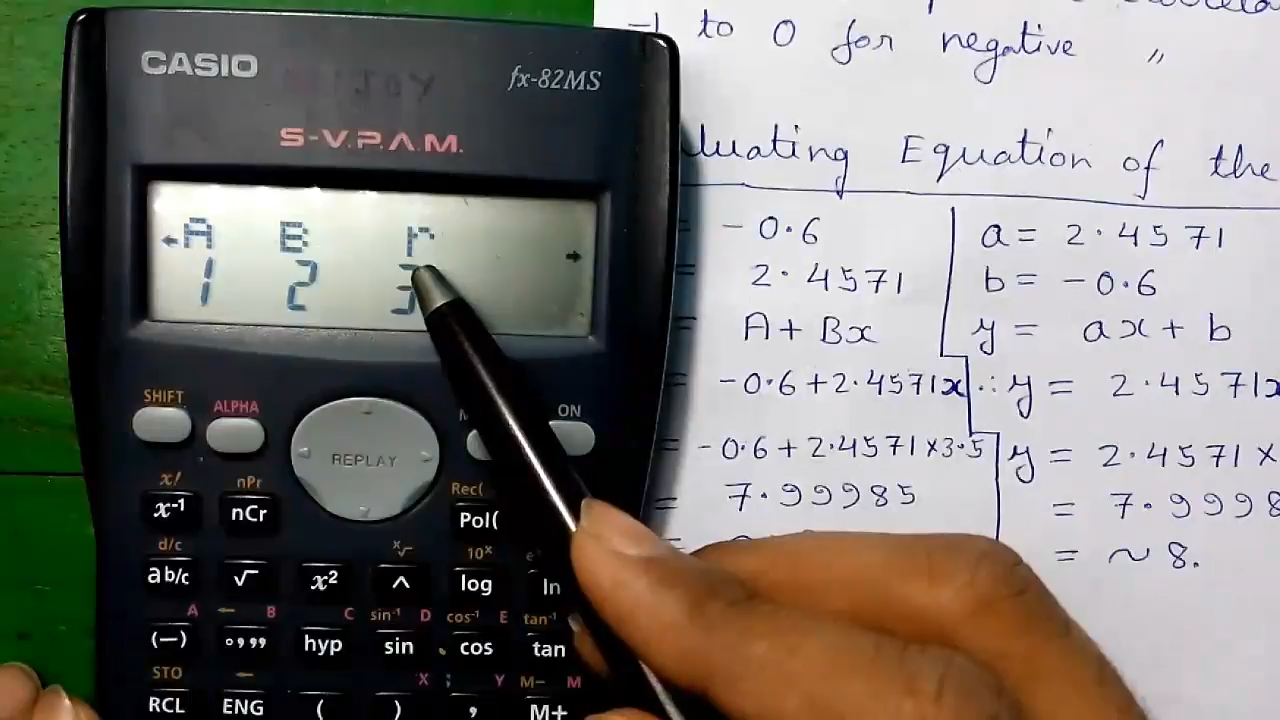 CASIO
fx-82MS
S-V.P.A.M.
A B r
1 2 3
SHIFT
ALPHA
ON
REPLAY
x! nPr Rec(
x-1 nCr Pol(
d/c x√ 10x e
ab/c √ x² ^ log ln
A ← B C sin-1 D cos-1 E tan-1
(−) °,,, hyp sin cos tan
STO ← X ; Y M− M
RCL ENG ( ) , M+
-1 to 0 for negative "
luating Equation of the
= -0.6
= 2.4571
= A + Bx
= -0.6 + 2.4571x
= -0.6 + 2.4571 × 3.5
= 7.99985
a = 2.4571
b = -0.6
y = ax + b
∴ y = 2.4571x
y = 2.4571 ×
= 7.9998
= ~ 8.